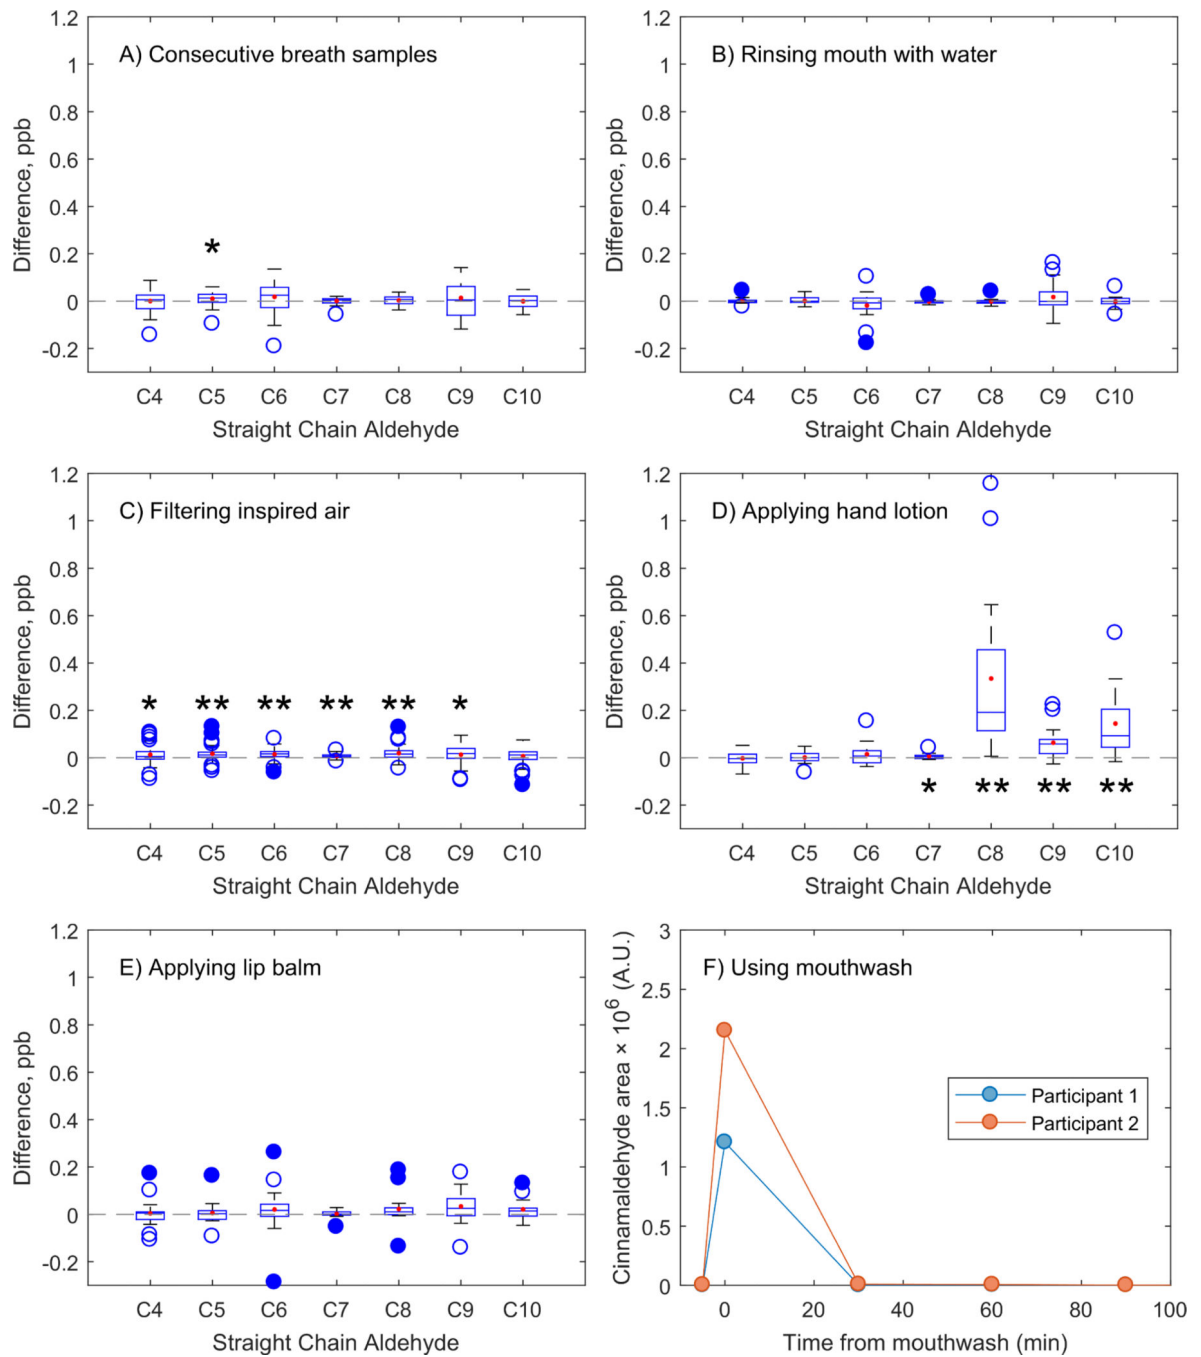 A) Consecutive breath samples
1.2
1
0.8
0.6
0.4
0.2
0
-0.2
Difference, ppb
*
C4 C5 C6 C7 C8 C9 C10
Straight Chain Aldehyde
B) Rinsing mouth with water
1.2
1
0.8
0.6
0.4
0.2
0
-0.2
Difference, ppb
C4 C5 C6 C7 C8 C9 C10
Straight Chain Aldehyde
C) Filtering inspired air
1.2
1
0.8
0.6
0.4
0.2
0
-0.2
Difference, ppb
* ** ** ** ** *
C4 C5 C6 C7 C8 C9 C10
Straight Chain Aldehyde
D) Applying hand lotion
1.2
1
0.8
0.6
0.4
0.2
0
-0.2
Difference, ppb
* ** ** **
C4 C5 C6 C7 C8 C9 C10
Straight Chain Aldehyde
E) Applying lip balm
1.2
1
0.8
0.6
0.4
0.2
0
-0.2
Difference, ppb
C4 C5 C6 C7 C8 C9 C10
Straight Chain Aldehyde
F) Using mouthwash
3
2.5
2
1.5
1
0.5
0
Cinnamaldehyde area × 10⁶ (A.U.)
Participant 1
Participant 2
0 20 40 60 80 100
Time from mouthwash (min)